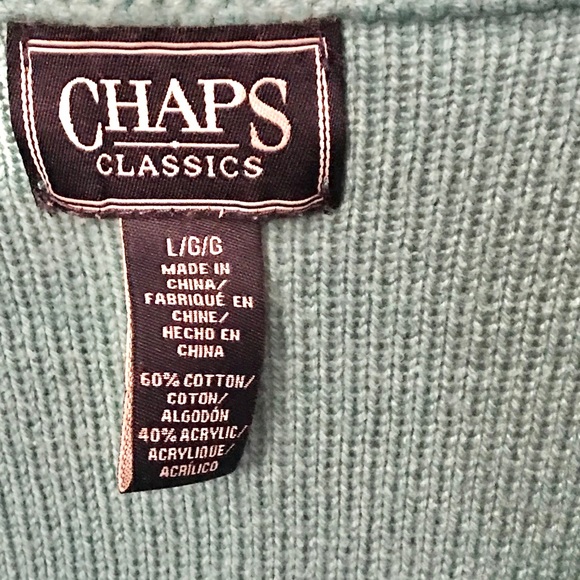 CHAPS
CLASSICS
L/G/G
MADE IN
CHINA/
FABRIQUÉ EN
CHINE/
HECHO EN
CHINA
60% COTTON/
COTON/
ALGODÓN
40% ACRYLIC/
ACRYLIQUE/
ACRÍLICO